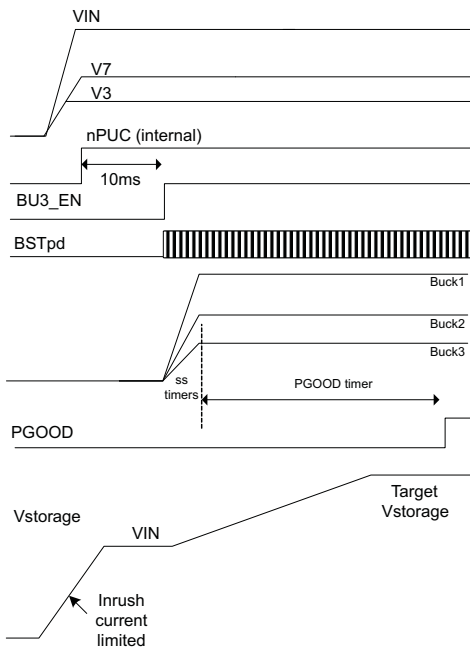 VIN
V7
V3
nPUC (internal)
10ms
BU3_EN
BSTpd
Buck1
Buck2
Buck3
ss
timers
PGOOD timer
PGOOD
Vstorage
VIN
Target
Vstorage
Inrush
current
limited